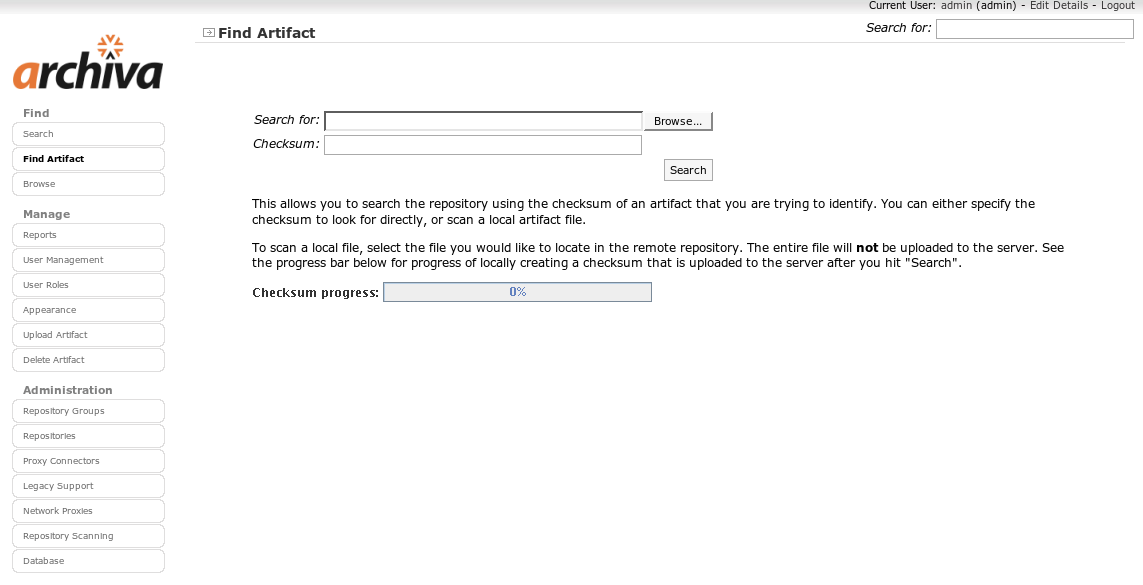 Current User: admin (admin) - Edit Details - Logout
Find Artifact
Search for:
archiva
Find
Search
Find Artifact
Browse
Manage
Reports
User Management
User Roles
Appearance
Upload Artifact
Delete Artifact
Administration
Repository Groups
Repositories
Proxy Connectors
Legacy Support
Network Proxies
Repository Scanning
Database
Search for:
Browse...
Checksum:
Search
This allows you to search the repository using the checksum of an artifact that you are trying to identify. You can either specify the
checksum to look for directly, or scan a local artifact file.
To scan a local file, select the file you would like to locate in the remote repository. The entire file will not be uploaded to the server. See
the progress bar below for progress of locally creating a checksum that is uploaded to the server after you hit "Search".
Checksum progress: 0%